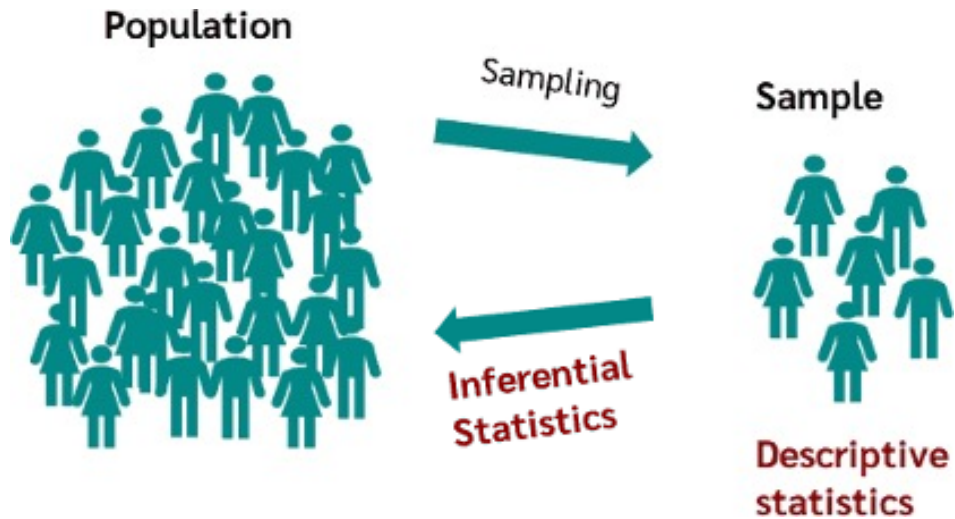 Population
Sampling
Sample
Inferential
Statistics
Descriptive
statistics